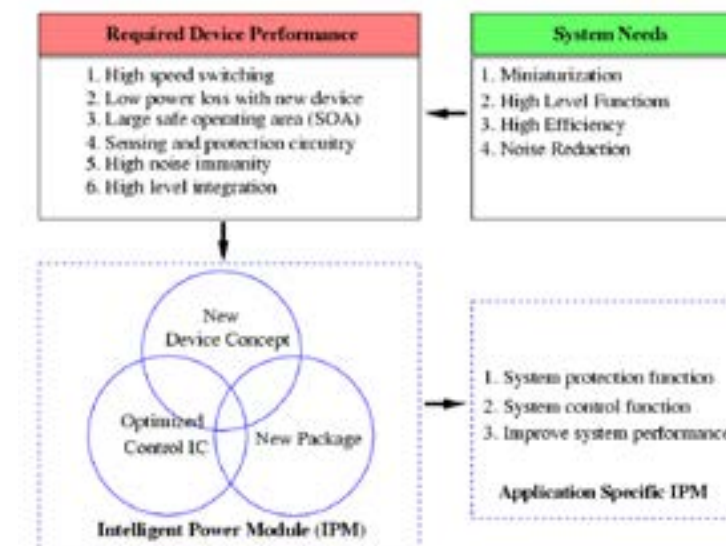 Required Device Performance
1. High speed switching
2. Low power loss with new device
3. Large safe operating area (SOA)
4. Sensing and protection circuitry
5. High noise immunity
6. High level integration
System Needs
1. Miniaturization
2. High Level Functions
3. High Efficiency
4. Noise Reduction
New
Device Concept
Optimized
Control IC
New Package
Intelligent Power Module (IPM)
1. System protection function
2. System control function
3. Improve system performance
Application Specific IPM